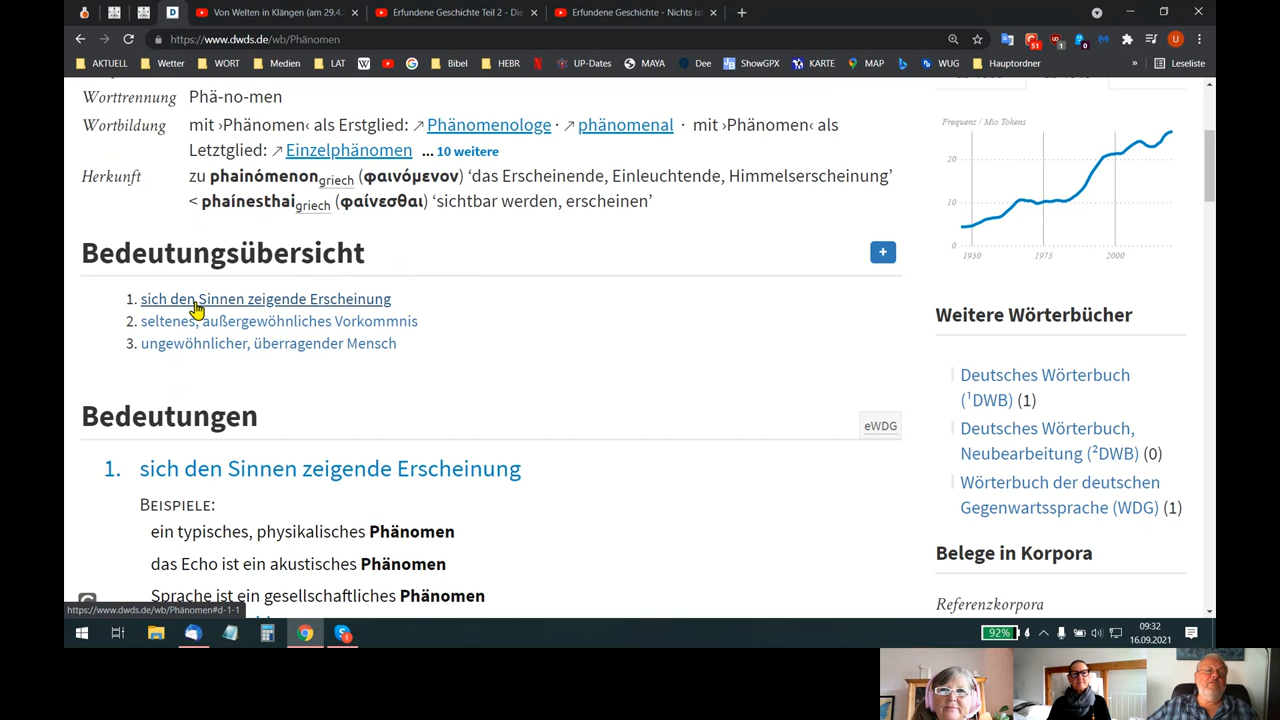 Von Welten in Klängen (am 29.4.
Erfundene Geschichte Teil 2 - Die
Erfundene Geschichte - Nichts is
https://www.dwds.de/wb/Phänomen
AKTUELL Wetter WORT Medien LAT Bibel HEBR UP-Dates MAYA Dee ShowGPX KARTE MAP WUG Hauptordner » Leseliste
Worttrennung Phä-no-men
Wortbildung mit ›Phänomen‹ als Erstglied: ↗Phänomenologe · ↗phänomenal · mit ›Phänomen‹ als
Letztglied: ↗Einzelphänomen ... 10 weitere
Herkunft zu phainómenon griech (φαινόμενον) ‘das Erscheinende, Einleuchtende, Himmelserscheinung’
< phaínesthai griech (φαίνεσθαι) ‘sichtbar werden, erscheinen’
Bedeutungsübersicht
+
1. sich den Sinnen zeigende Erscheinung
2. seltenes, außergewöhnliches Vorkommnis
3. ungewöhnlicher, überragender Mensch
Bedeutungen
eWDG
1. sich den Sinnen zeigende Erscheinung
BEISPIELE:
ein typisches, physikalisches Phänomen
das Echo ist ein akustisches Phänomen
Sprache ist ein gesellschaftliches Phänomen
https://www.dwds.de/wb/Phänomen#d-1-1
Frequenz / Mio Tokens
20
10
0
1950 1975 2000
Weitere Wörterbücher
Deutsches Wörterbuch
(¹DWB) (1)
Deutsches Wörterbuch,
Neubearbeitung (²DWB) (0)
Wörterbuch der deutschen
Gegenwartssprache (WDG) (1)
Belege in Korpora
Referenzkorpora
92%
09:32
16.09.2021